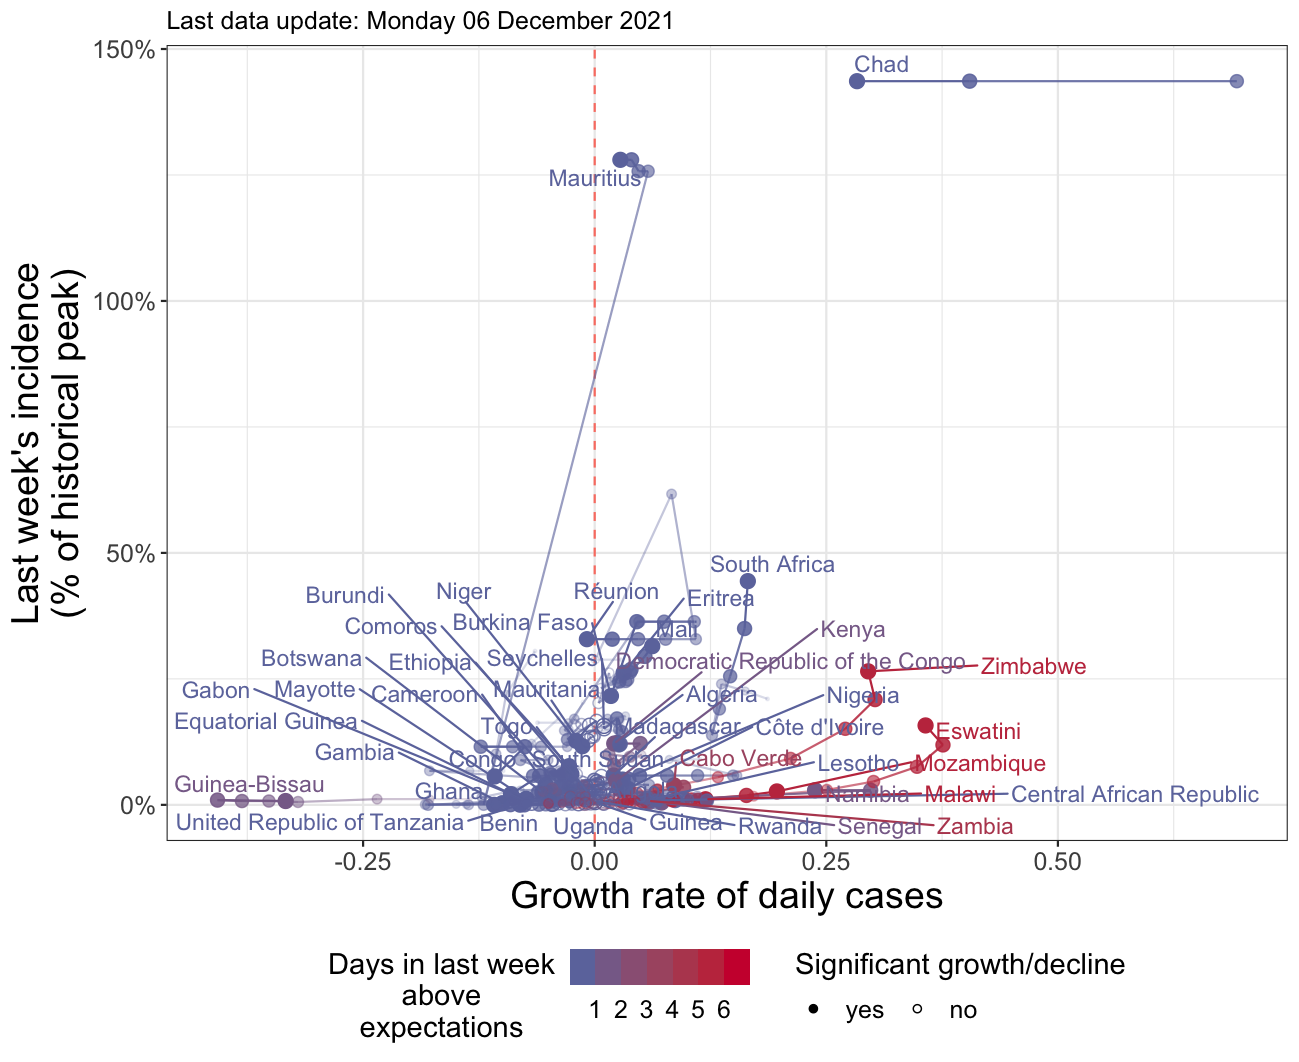 Last data update: Monday 06 December 2021
150%
100%
50%
0%
Last week's incidence
(% of historical peak)
Chad
Mauritius
South Africa
Burundi
Niger
Réunion
Eritrea
Comoros
Burkina Faso
Mali
Kenya
Botswana
Ethiopia
Seychelles
Democratic Republic of the Congo
Zimbabwe
Gabon
Mayotte
Cameroon
Mauritania
Algeria
Nigeria
Equatorial Guinea
Togo
Madagascar
Côte d'Ivoire
Eswatini
Gambia
Congo
South Sudan
Cabo Verde
Lesotho
Mozambique
Guinea-Bissau
Ghana
Namibia
Malawi
Central African Republic
United Republic of Tanzania
Benin
Uganda
Guinea
Rwanda
Senegal
Zambia
-0.25
0.00
0.25
0.50
Growth rate of daily cases
Days in last week
above
expectations
1 2 3 4 5 6
Significant growth/decline
yes
no